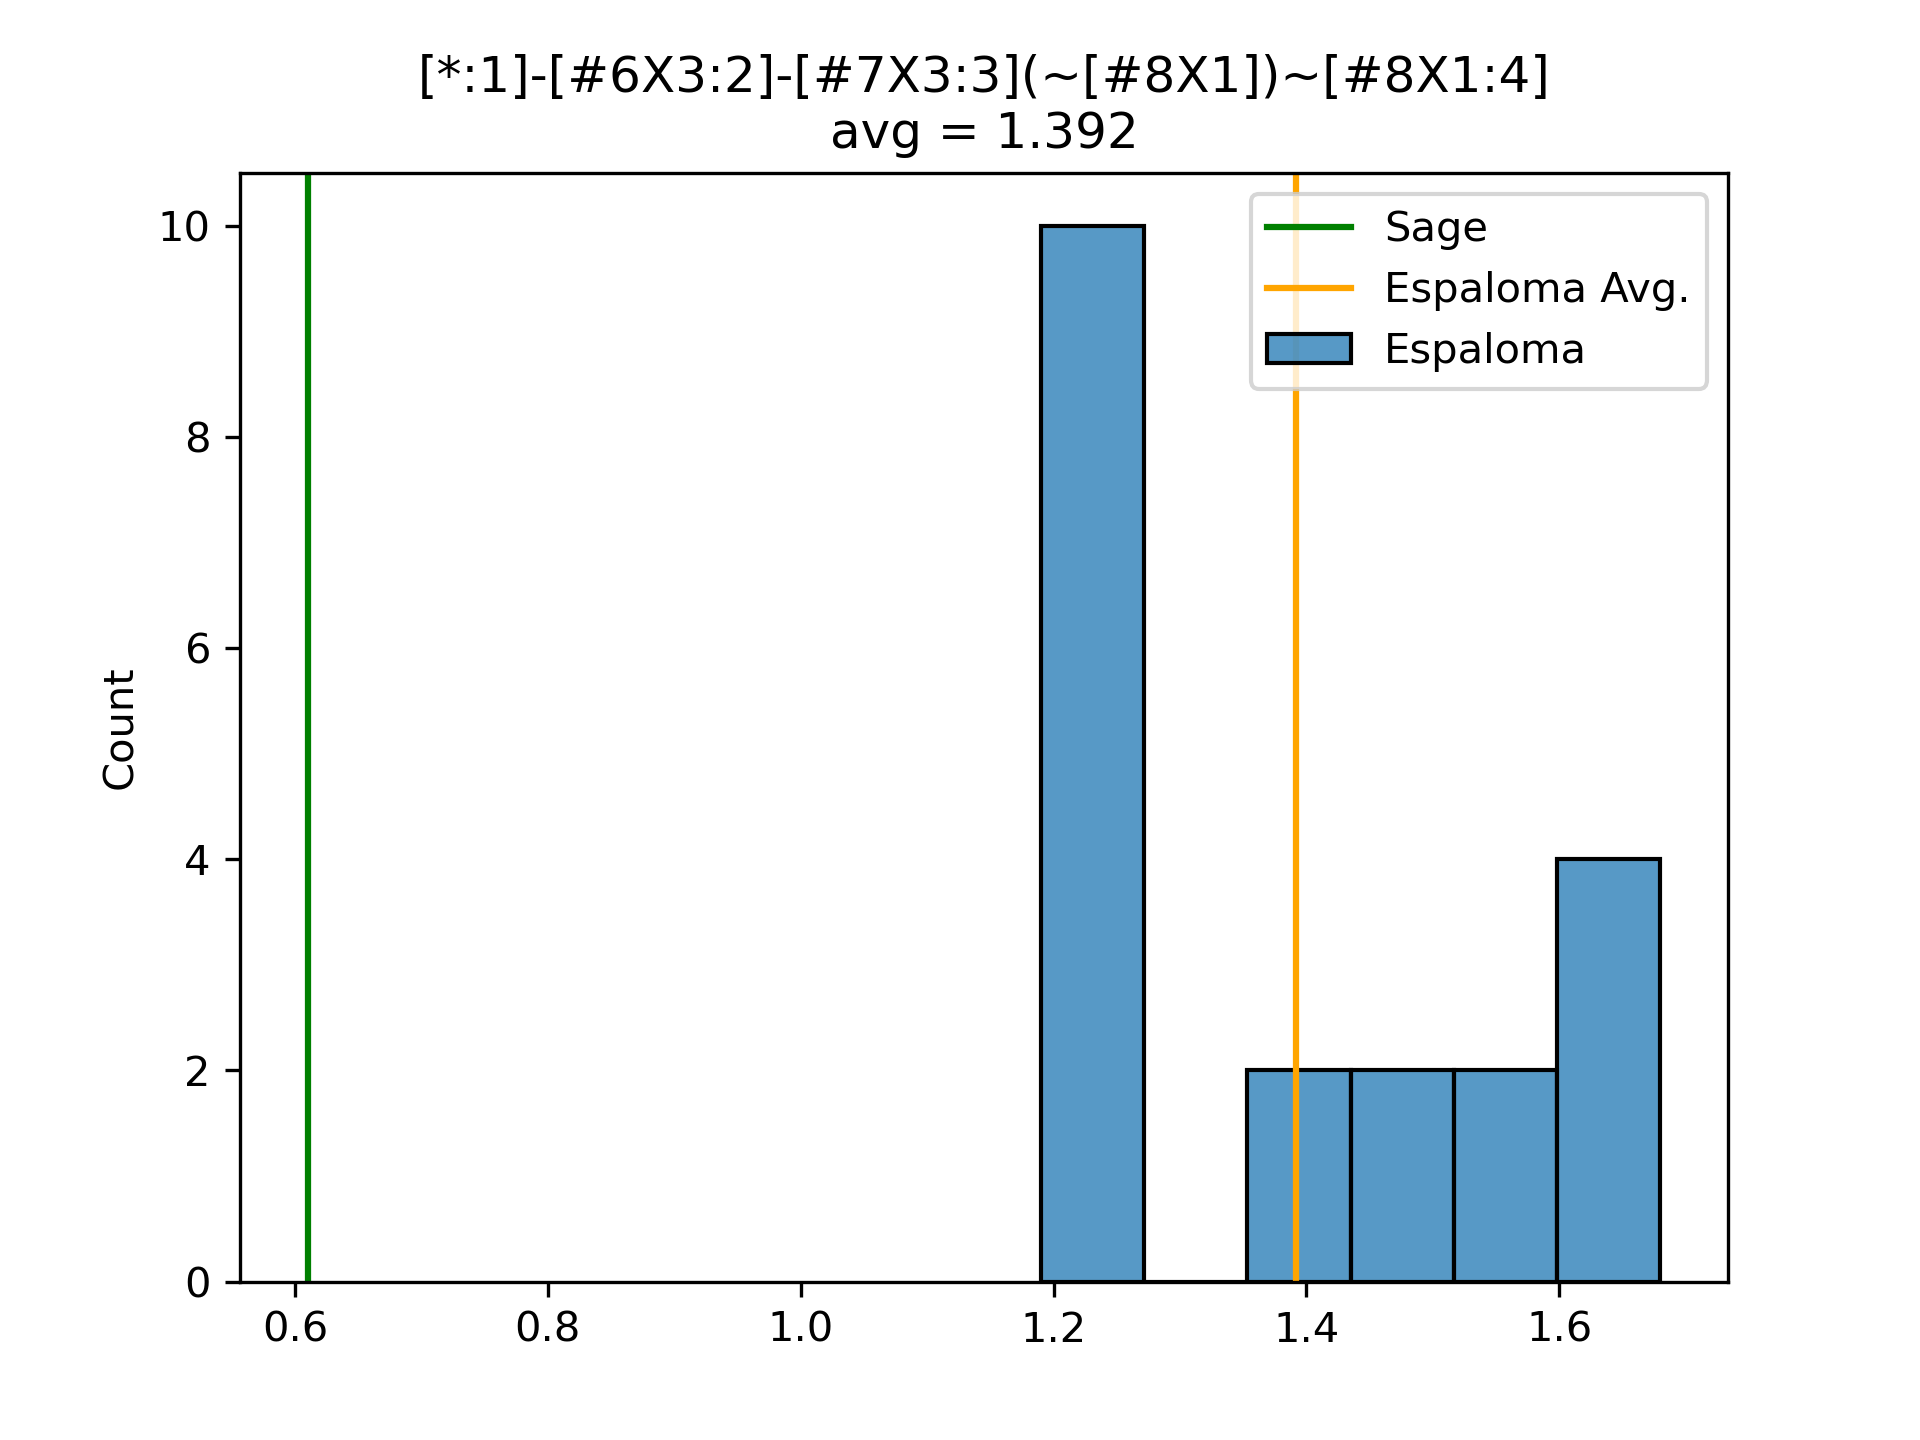 [*:1]-[#6X3:2]-[#7X3:3](~[#8X1])~[#8X1:4]
avg = 1.392
Sage
Espaloma Avg.
Espaloma
10
8
6
4
2
0
Count
0.6
0.8
1.0
1.2
1.4
1.6